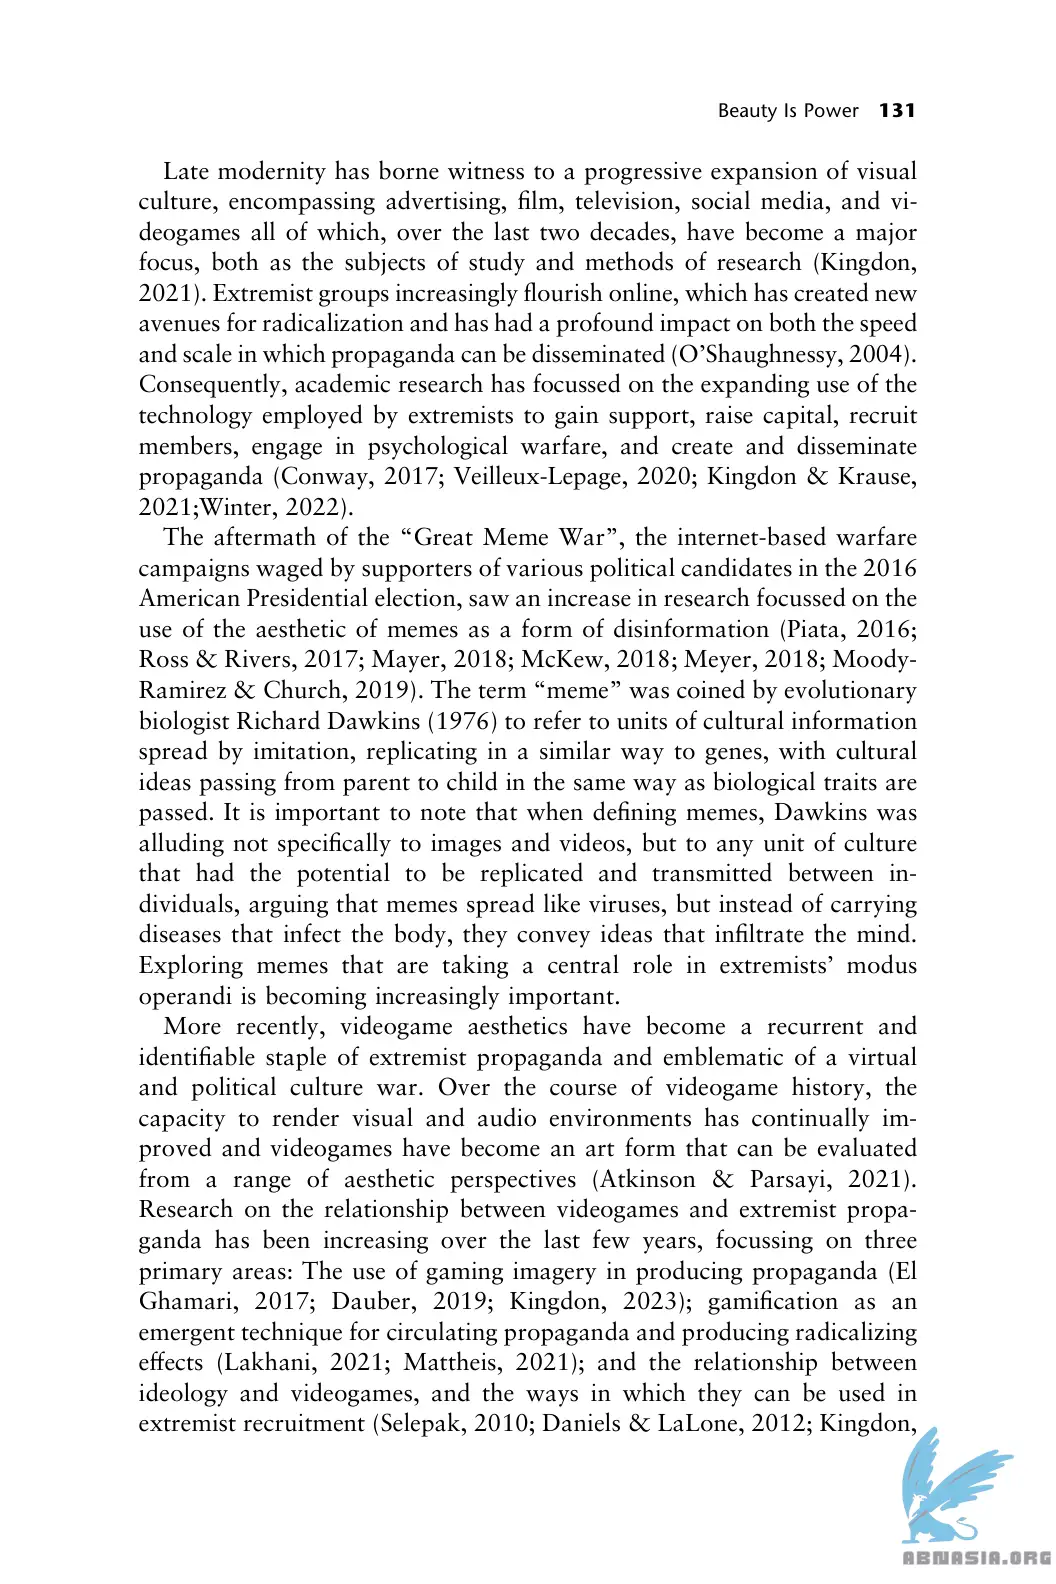 Beauty Is Power 131
Late modernity has borne witness to a progressive expansion of visual
culture, encompassing advertising, film, television, social media, and vi-
deogames all of which, over the last two decades, have become a major
focus, both as the subjects of study and methods of research (Kingdon,
2021). Extremist groups increasingly flourish online, which has created new
avenues for radicalization and has had a profound impact on both the speed
and scale in which propaganda can be disseminated (O’Shaughnessy, 2004).
Consequently, academic research has focussed on the expanding use of the
technology employed by extremists to gain support, raise capital, recruit
members, engage in psychological warfare, and create and disseminate
propaganda (Conway, 2017; Veilleux-Lepage, 2020; Kingdon & Krause,
2021;Winter, 2022).
The aftermath of the “Great Meme War”, the internet-based warfare
campaigns waged by supporters of various political candidates in the 2016
American Presidential election, saw an increase in research focussed on the
use of the aesthetic of memes as a form of disinformation (Piata, 2016;
Ross & Rivers, 2017; Mayer, 2018; McKew, 2018; Meyer, 2018; Moody-
Ramirez & Church, 2019). The term “meme” was coined by evolutionary
biologist Richard Dawkins (1976) to refer to units of cultural information
spread by imitation, replicating in a similar way to genes, with cultural
ideas passing from parent to child in the same way as biological traits are
passed. It is important to note that when defining memes, Dawkins was
alluding not specifically to images and videos, but to any unit of culture
that had the potential to be replicated and transmitted between in-
dividuals, arguing that memes spread like viruses, but instead of carrying
diseases that infect the body, they convey ideas that infiltrate the mind.
Exploring memes that are taking a central role in extremists’ modus
operandi is becoming increasingly important.
More recently, videogame aesthetics have become a recurrent and
identifiable staple of extremist propaganda and emblematic of a virtual
and political culture war. Over the course of videogame history, the
capacity to render visual and audio environments has continually im-
proved and videogames have become an art form that can be evaluated
from a range of aesthetic perspectives (Atkinson & Parsayi, 2021).
Research on the relationship between videogames and extremist propa-
ganda has been increasing over the last few years, focussing on three
primary areas: The use of gaming imagery in producing propaganda (El
Ghamari, 2017; Dauber, 2019; Kingdon, 2023); gamification as an
emergent technique for circulating propaganda and producing radicalizing
effects (Lakhani, 2021; Mattheis, 2021); and the relationship between
ideology and videogames, and the ways in which they can be used in
extremist recruitment (Selepak, 2010; Daniels & LaLone, 2012; Kingdon,
ABNASIA.ORG